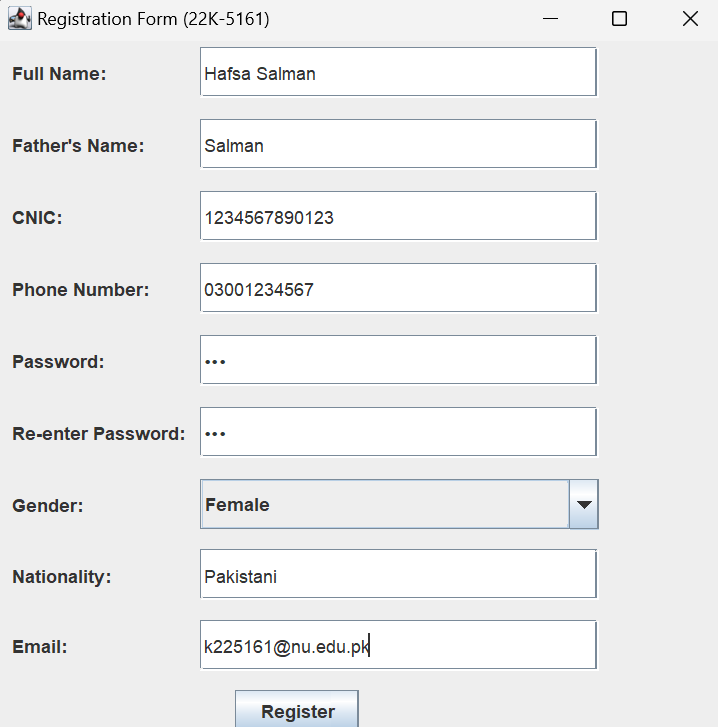 Registration Form (22K-5161)
Full Name: Hafsa Salman
Father's Name: Salman
CNIC: 1234567890123
Phone Number: 03001234567
Password: •••
Re-enter Password: •••
Gender: Female
Nationality: Pakistani
Email: k225161@nu.edu.pk
Register